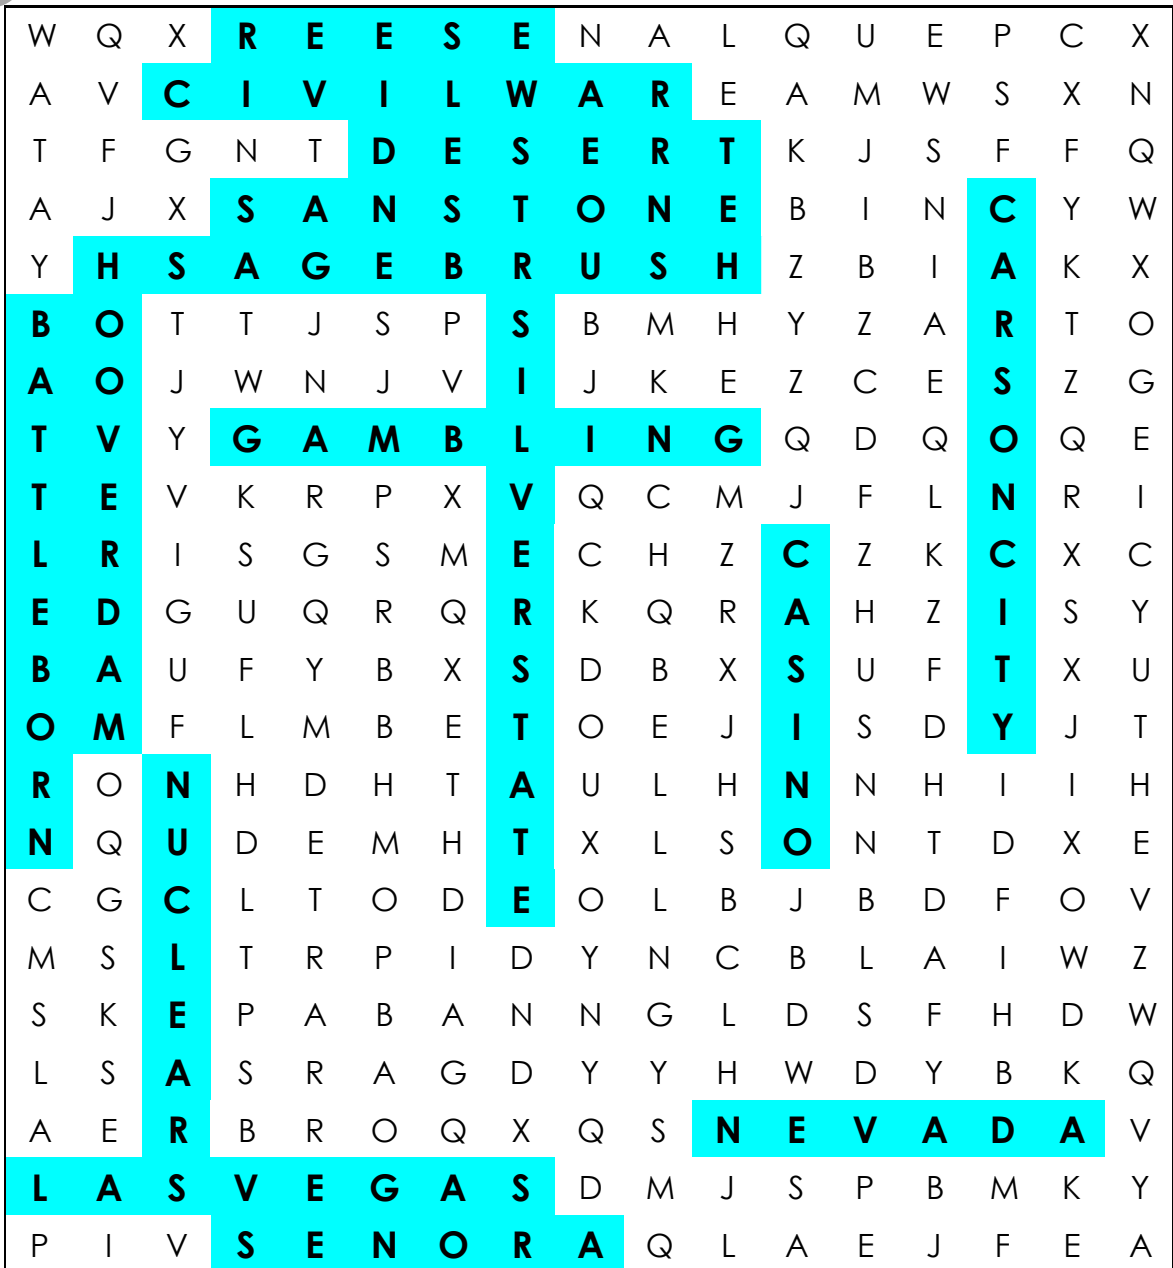 W Q X R E E S E N A L Q U E P C X
A V C I V I L W A R E A M W S X N
T F G N T D E S E R T K J S F F Q
A J X S A N S T O N E B I N C Y W
Y H S A G E B R U S H Z B I A K X
B O T T J S P S B M H Y Z A R T O
A O J W N J V I J K E Z C E S Z G
T V Y G A M B L I N G Q D Q O Q E
T E V K R P X V Q C M J F L N R I
L R I S G S M E C H Z C Z K C X C
E D G U Q R Q R K Q R A H Z I S Y
B A U F Y B X S D B X S U F T X U
O M F L M B E T O E J I S D Y J T
R O N H D H T A U L H N N H I I H
N Q U D E M H T X L S O N T D X E
C G C L T O D E O L B J B D F O V
M S L T R P I D Y N C B L A I W Z
S K E P A B A N N G L D S F H D W
L S A S R A G D Y Y H W D Y B K Q
A E R B R O Q X Q S N E V A D A V
L A S V E G A S D M J S P B M K Y
P I V S E N O R A Q L A E J F E A